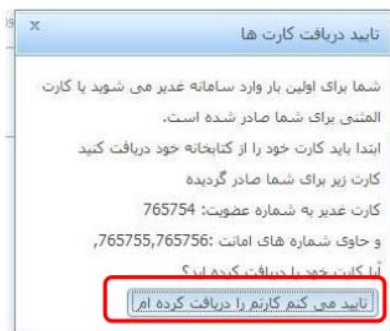 تایید دریافت کارت ها
x
شما برای اولین بار وارد سامانه غدیر می شوید یا کارت
المثنی برای شما صادر شده است.
ابتدا باید کارت خود را از کتابخانه خود دریافت کنید
کارت زیر برای شما صادر گردیده
کارت غدیر به شماره عضویت: 765754
و حاوی شماره های امانت :765755,765756,
آیا کارت خود را دریافت کرده اید؟
تایید می کنم کارتم را دریافت کرده ام